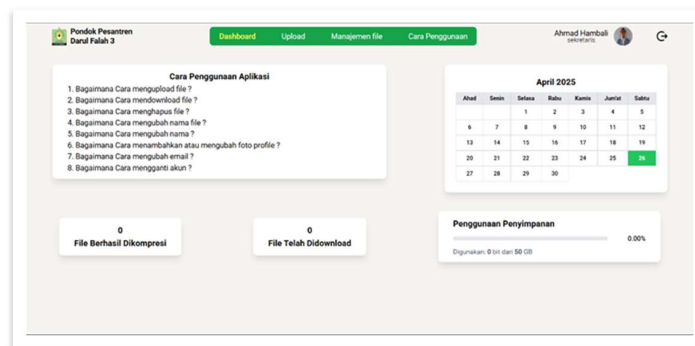 Pondok Pesantren
Darul Falah 3
Dashboard Upload Manajemen file Cara Penggunaan
Ahmad Hambali
sekretaris
Cara Penggunaan Aplikasi
1. Bagaimana Cara mengupload file ?
2. Bagaimana Cara mendownload file ?
3. Bagaimana Cara menghapus file ?
4. Bagaimana Cara mengubah nama file ?
5. Bagaimana Cara mengubah nama ?
6. Bagaimana Cara menambahkan atau mengubah foto profile ?
7. Bagaimana Cara mengubah email ?
8. Bagaimana Cara mengganti akun ?
April 2025
Ahad Senin Selasa Rabu Kamis Jum'at Sabtu
1 2 3 4 5
6 7 8 9 10 11 12
13 14 15 16 17 18 19
20 21 22 23 24 25 26
27 28 29 30
0
File Berhasil Dikompresi
0
File Telah Didownload
Penggunaan Penyimpanan
0.00%
Digunakan: 0 bit dari 50 GB